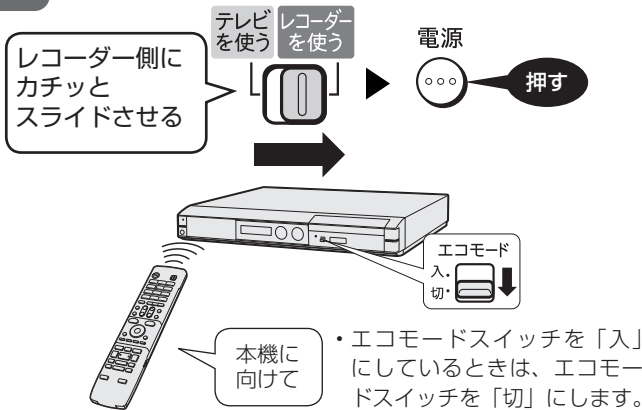 テレビ
を使う
レコーダー
を使う
電源
レコーダー側に
カチッと
スライドさせる
押す
エコモード
入
切
本機に
向けて
・エコモードスイッチを「入」
にしているときは、エコモー
ドスイッチを「切」にします。